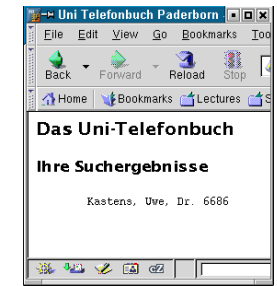 Uni Telefonbuch Paderborn
File Edit View Go Bookmarks Too
Back Forward Reload Stop
Home Bookmarks Lectures S
Das Uni-Telefonbuch
Ihre Suchergebnisse
Kastens, Uwe, Dr. 6686